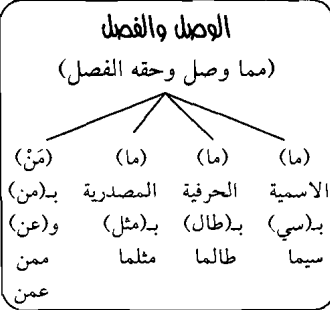 الوصل والفصل
(مما وصل وحقه الفصل)
(ما) (ما) (ما) (مَنْ)
الاسمية الحرفية المصدرية بـ(من)
بـ(سي) بـ(طال) بـ(مثل) و(عن)
سيما طالما مثلما ممن
عمن